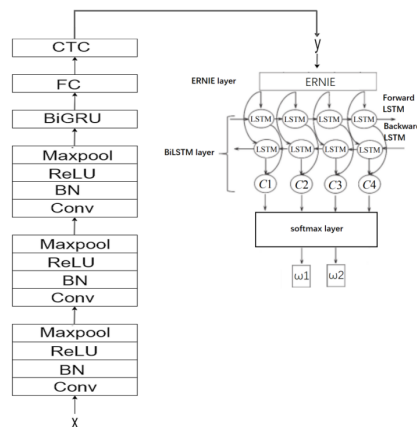 CTC
FC
BiGRU
Maxpool
ReLU
BN
Conv
Maxpool
ReLU
BN
Conv
Maxpool
ReLU
BN
Conv
x
y
ERNIE layer
ERNIE
Forward
LSTM
LSTM LSTM LSTM LSTM
Backware
LSTM
LSTM LSTM LSTM LSTM
BiLSTM layer
C1 C2 C3 C4
softmax layer
ω1 ω2